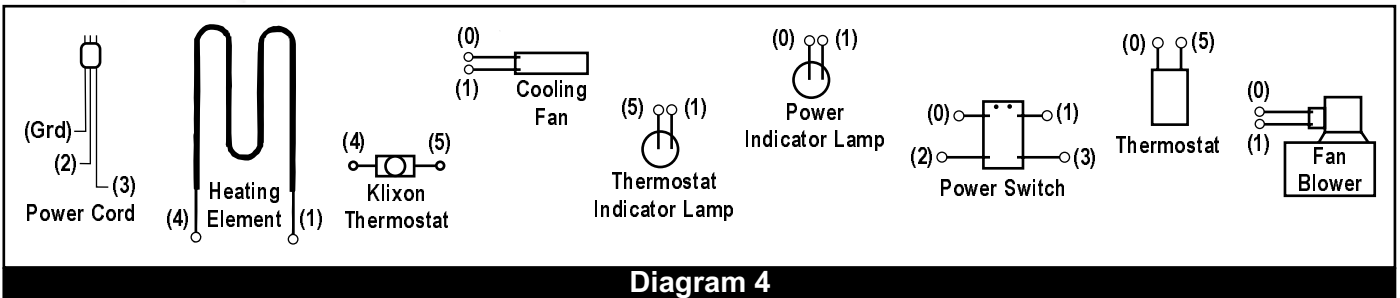 (Grd)
(2)
(3)
Power Cord
(4)
Heating
Element
(1)
(4)
(5)
Klixon
Thermostat
(0)
(1)
Cooling
Fan
(5)
(1)
Thermostat
Indicator Lamp
(0)
(1)
Power
Indicator Lamp
(0)
(1)
(2)
(3)
Power Switch
(0)
(5)
Thermostat
(0)
(1)
Fan
Blower
Diagram 4